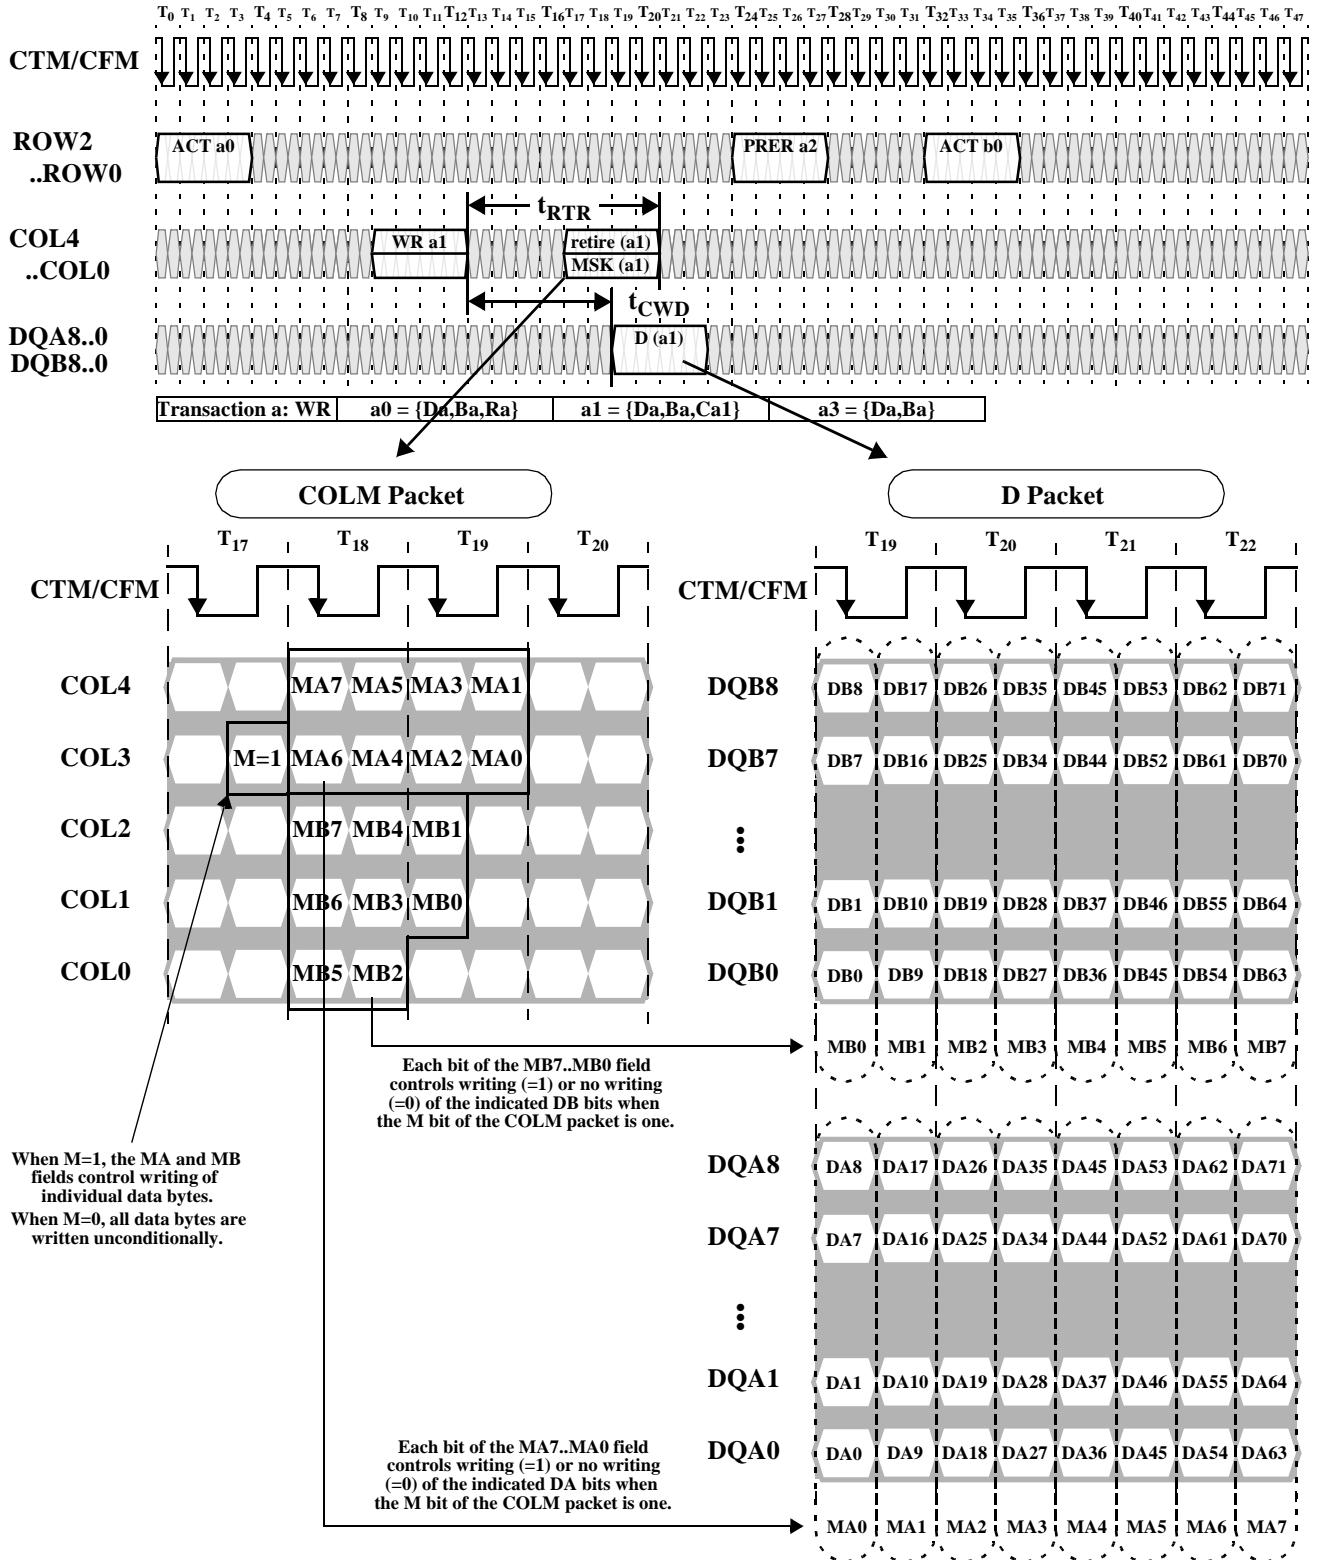 T0 T1 T2 T3 T4 T5 T6 T7 T8 T9 T10 T11 T12 T13 T14 T15 T16 T17 T18 T19 T20 T21 T22 T23 T24 T25 T26 T27 T28 T29 T30 T31 T32 T33 T34 T35 T36 T37 T38 T39 T40 T41 T42 T43 T44 T45 T46 T47
CTM/CFM
ROW2
..ROW0
ACT a0 PRER a2 ACT b0
tRTR
COL4
..COL0
WR a1 retire (a1)
MSK (a1)
tCWD
DQA8..0
DQB8..0
D (a1)
Transaction a: WR a0 = {Da,Ba,Ra} a1 = {Da,Ba,Ca1} a3 = {Da,Ba}
COLM Packet
T17 T18 T19 T20
CTM/CFM
COL4 MA7 MA5 MA3 MA1
COL3 M=1 MA6 MA4 MA2 MA0
COL2 MB7 MB4 MB1
COL1 MB6 MB3 MB0
COL0 MB5 MB2
Each bit of the MB7..MB0 field
controls writing (=1) or no writing
(=0) of the indicated DB bits when
the M bit of the COLM packet is one.
When M=1, the MA and MB
fields control writing of
individual data bytes.
When M=0, all data bytes are
written unconditionally.
Each bit of the MA7..MA0 field
controls writing (=1) or no writing
(=0) of the indicated DA bits when
the M bit of the COLM packet is one.
D Packet
T19 T20 T21 T22
CTM/CFM
DQB8 DB8 DB17 DB26 DB35 DB45 DB53 DB62 DB71
DQB7 DB7 DB16 DB25 DB34 DB44 DB52 DB61 DB70
DQB1 DB1 DB10 DB19 DB28 DB37 DB46 DB55 DB64
DQB0 DB0 DB9 DB18 DB27 DB36 DB45 DB54 DB63
MB0 MB1 MB2 MB3 MB4 MB5 MB6 MB7
DQA8 DA8 DA17 DA26 DA35 DA45 DA53 DA62 DA71
DQA7 DA7 DA16 DA25 DA34 DA44 DA52 DA61 DA70
DQA1 DA1 DA10 DA19 DA28 DA37 DA46 DA55 DA64
DQA0 DA0 DA9 DA18 DA27 DA36 DA45 DA54 DA63
MA0 MA1 MA2 MA3 MA4 MA5 MA6 MA7